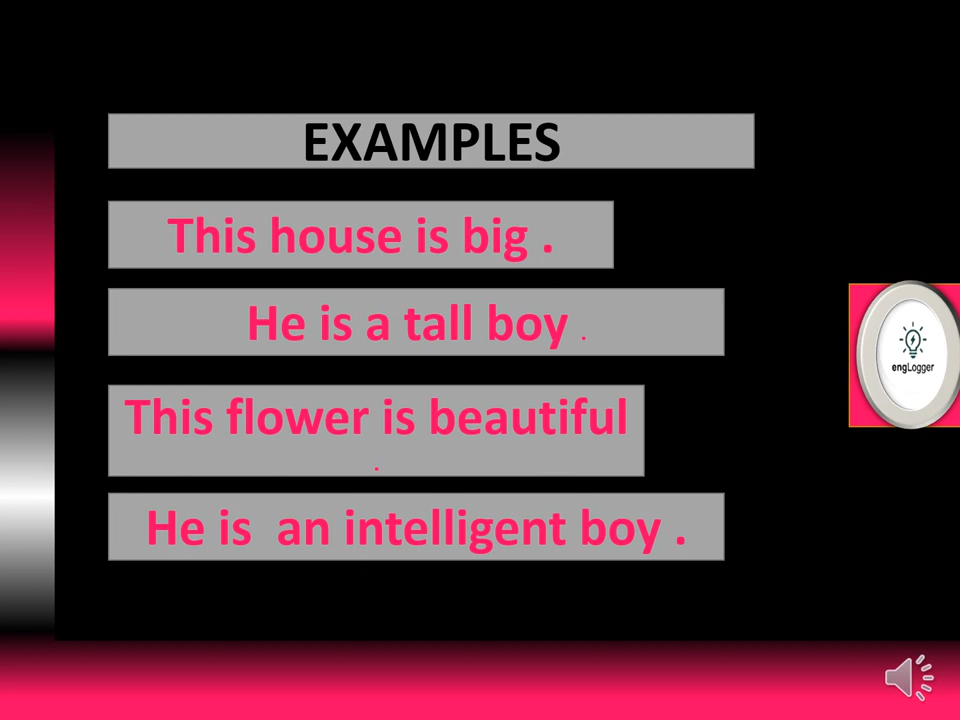 EXAMPLES
This house is big .
He is a tall boy .
This flower is beautiful
.
He is  an intelligent boy .
engLogger